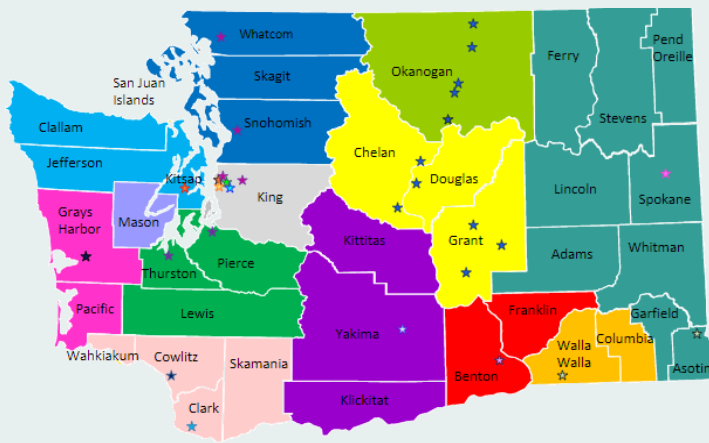 Whatcom
Pend
Oreille
Okanogan
Ferry
San Juan
Islands
Skagit
Stevens
Clallam
Snohomish
Chelan
Jefferson
Kitsap
Douglas
King
Lincoln
Spokane
Grays
Harbor
Mason
Kittitas
Grant
Adams
Whitman
Thurston
Pierce
Pacific
Lewis
Franklin
Garfield
Yakima
Wahkiakum
Cowlitz
Skamania
Walla
Walla
Columbia
Asotin
Benton
Klickitat
Clark